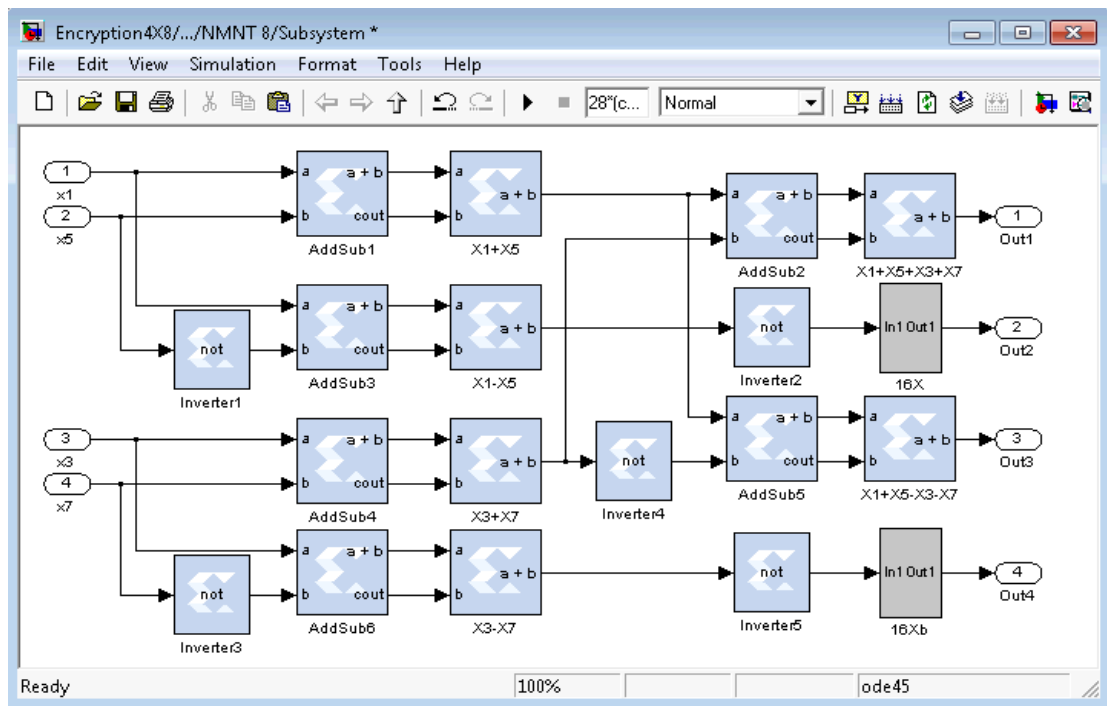 Encryption4X8/.../NMNT 8/Subsystem *
File Edit View Simulation Format Tools Help
28*(c... Normal
1 a a + b a
x1 a + b a a + b a
2 b cout b a + b 1
x5 b cout b Out1
AddSub1 X1+X5
AddSub2 X1+X5+X3+X7
a a + b a
a + b not In1 Out1 2
not b cout b Out2
Inverter1 AddSub3 X1-X5 Inverter2 16X
3 a a + b a a a + b a
x3 a + b not a + b 3
4 b cout b b cout b Out3
x7
AddSub4 X3+X7 Inverter4 AddSub5 X1+X5-X3-X7
a a + b a
a + b not In1 Out1 4
not b cout b Out4
Inverter3 AddSub6 X3-X7 Inverter5 16Xb
Ready 100% ode45